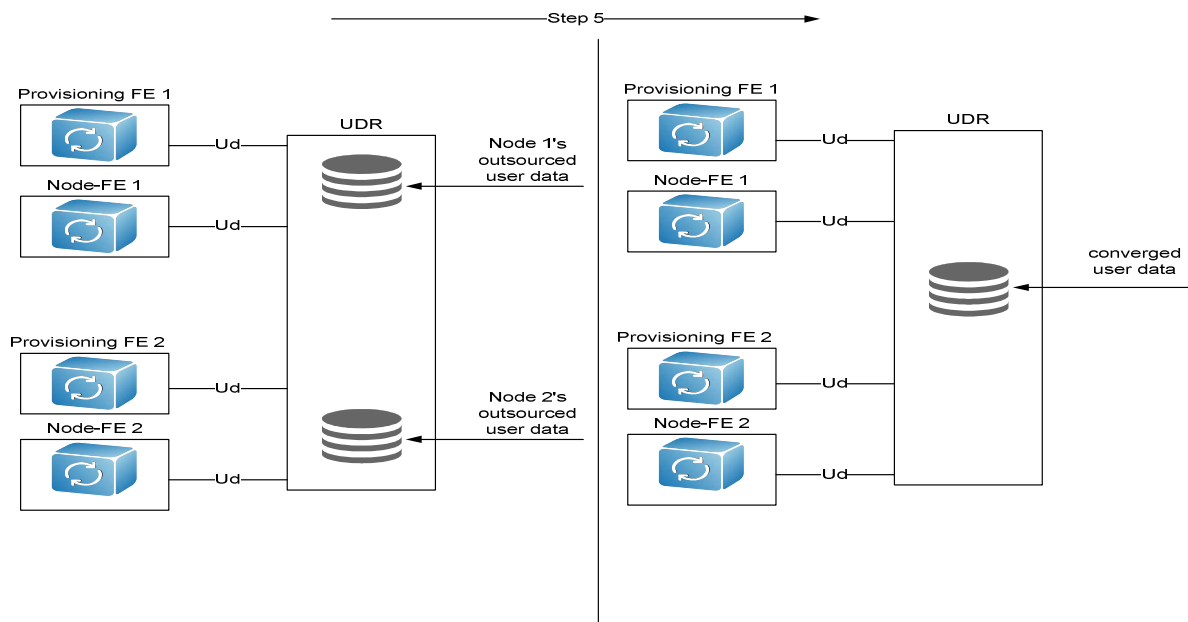 Step 5
Provisioning FE 1
Ud
UDR
Node 1's
outsourced
user data
Node-FE 1
Ud
Provisioning FE 2
Ud
Node 2's
outsourced
user data
Node-FE 2
Ud
Provisioning FE 1
Ud
UDR
Node-FE 1
Ud
converged
user data
Provisioning FE 2
Ud
Node-FE 2
Ud